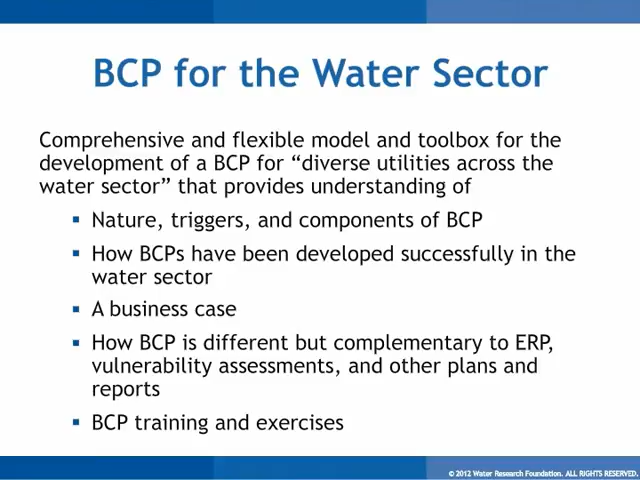 BCP for the Water Sector
Comprehensive and flexible model and toolbox for the
development of a BCP for “diverse utilities across the
water sector” that provides understanding of
▪ Nature, triggers, and components of BCP
▪ How BCPs have been developed successfully in the
water sector
▪ A business case
▪ How BCP is different but complementary to ERP,
vulnerability assessments, and other plans and
reports
▪ BCP training and exercises
© 2012 Water Research Foundation. ALL RIGHTS RESERVED.